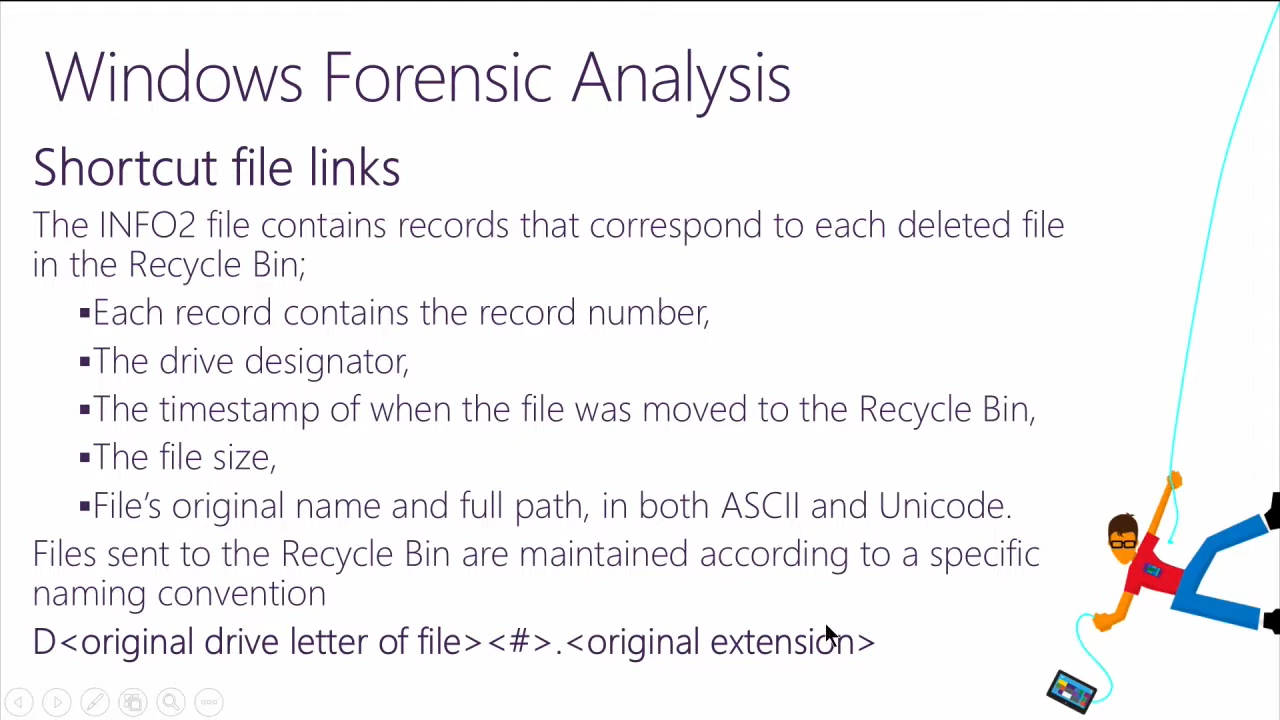 Windows Forensic Analysis
Shortcut file links
The INFO2 file contains records that correspond to each deleted file
in the Recycle Bin;
▪Each record contains the record number,
▪The drive designator,
▪The timestamp of when the file was moved to the Recycle Bin,
▪The file size,
▪File’s original name and full path, in both ASCII and Unicode.
Files sent to the Recycle Bin are maintained according to a specific
naming convention
D<original drive letter of file><#>.<original extension>